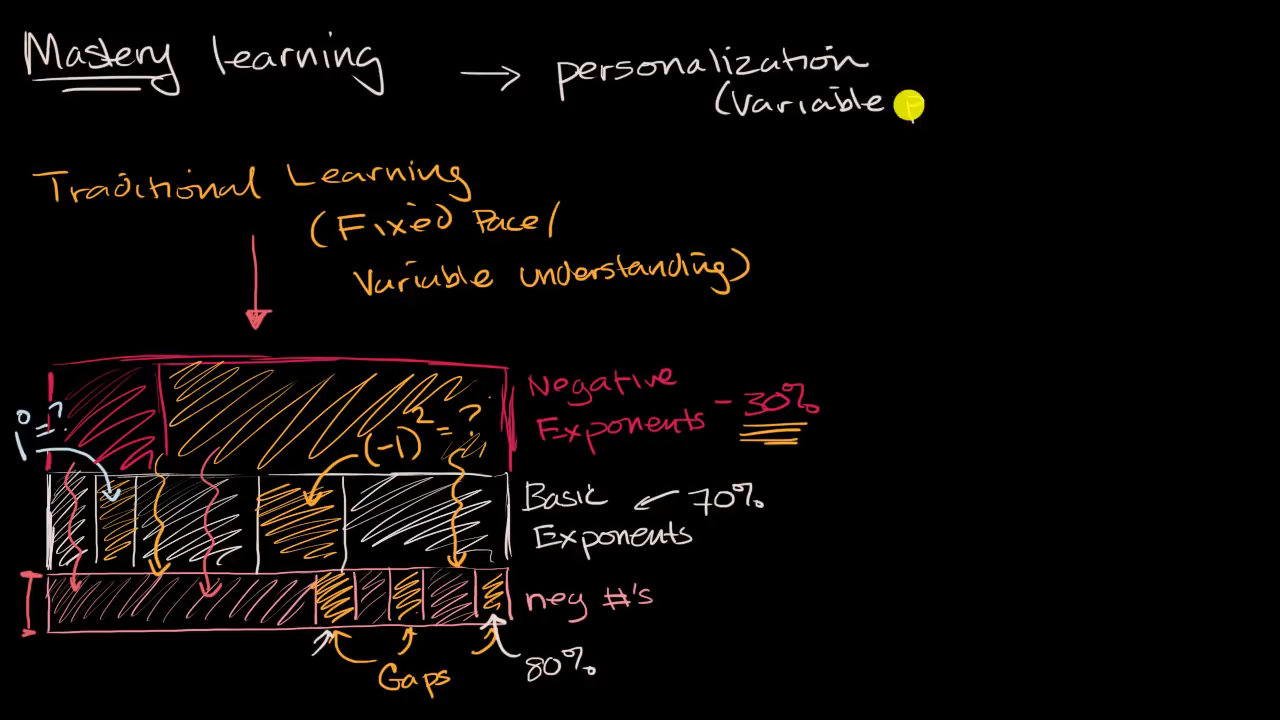 Mastery learning → personalization
(Variable P
Traditional Learning
(Fixed Pace/
Variable understanding)
Negative
Exponents - 30%
1⁰=?
(-1)² = ?
Basic ← 70%
Exponents
neg #'s
Gaps
80%